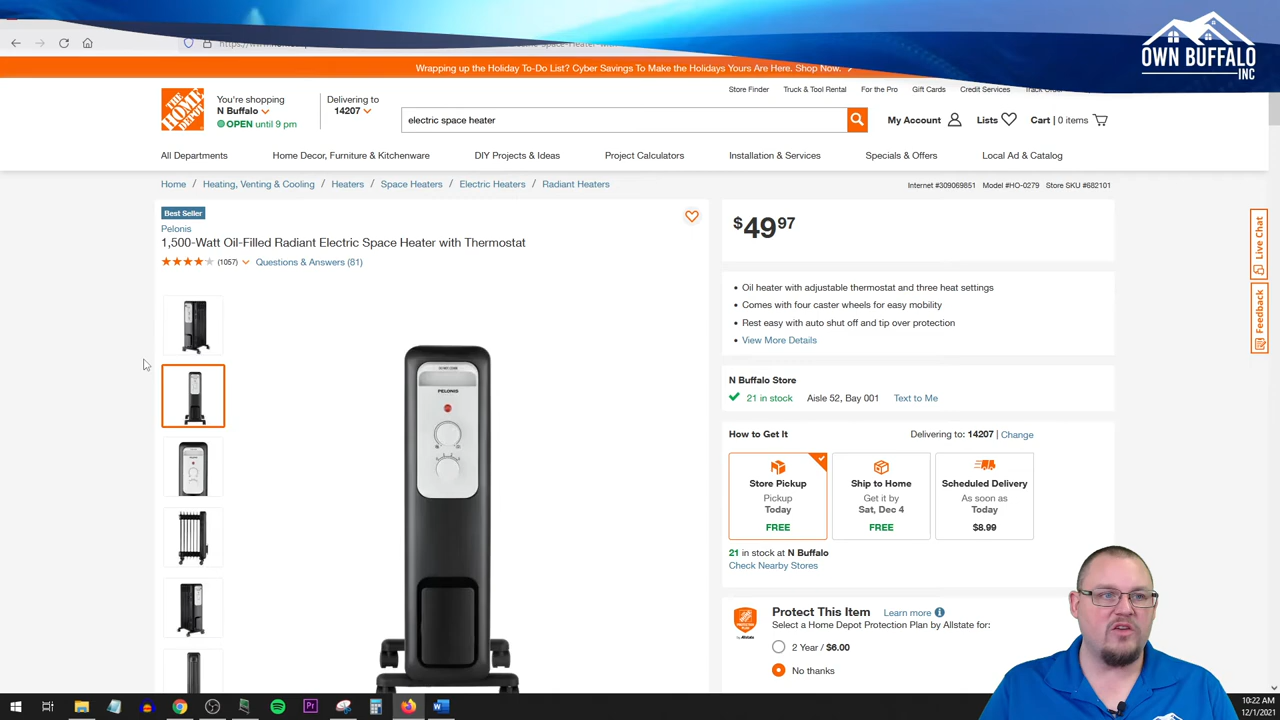 OWN BUFFALO
INC
Wrapping up the Holiday To-Do List? Cyber Savings To Make the Holidays Yours Are Here. Shop Now.
Store Finder
Truck & Tool Rental
For the Pro
Gift Cards
Credit Services
THE HOME DEPOT
You're shopping
N Buffalo
OPEN until 9 pm
Delivering to
14207
electric space heater
My Account
Lists
Cart | 0 items
All Departments
Home Decor, Furniture & Kitchenware
DIY Projects & Ideas
Project Calculators
Installation & Services
Specials & Offers
Local Ad & Catalog
Home / Heating, Venting & Cooling / Heaters / Space Heaters / Electric Heaters / Radiant Heaters
Internet #309069851 Model #HO-0279 Store SKU #682101
Best Seller
Pelonis
1,500-Watt Oil-Filled Radiant Electric Space Heater with Thermostat
(1057)
Questions & Answers (81)
PELONIS
$49 97
• Oil heater with adjustable thermostat and three heat settings
• Comes with four caster wheels for easy mobility
• Rest easy with auto shut off and tip over protection
• View More Details
N Buffalo Store
21 in stock Aisle 52, Bay 001 Text to Me
How to Get It
Delivering to: 14207 | Change
Store Pickup
Pickup
Today
FREE
Ship to Home
Get it by
Sat, Dec 4
FREE
Scheduled Delivery
As soon as
Today
$8.99
21 in stock at N Buffalo
Check Nearby Stores
Protect This Item Learn more
Select a Home Depot Protection Plan by Allstate for:
2 Year / $6.00
No thanks
Live Chat
Feedback
10:22 AM
12/1/2021